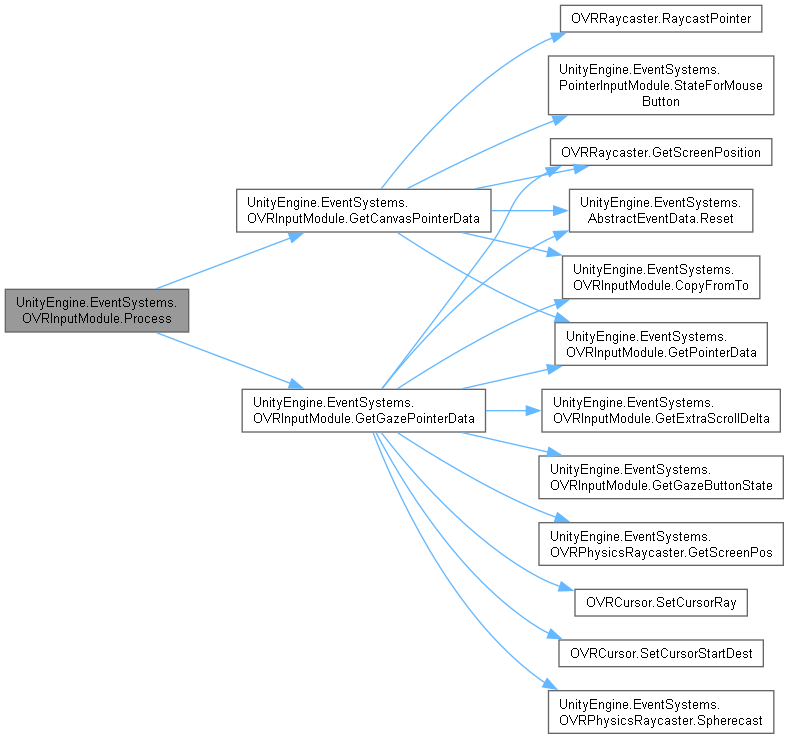 OVRRaycaster.RaycastPointer
UnityEngine.EventSystems.
PointerInputModule.StateForMouse
Button
OVRRaycaster.GetScreenPosition
UnityEngine.EventSystems.
OVRInputModule.GetCanvasPointerData
UnityEngine.EventSystems.
AbstractEventData.Reset
UnityEngine.EventSystems.
OVRInputModule.CopyFromTo
UnityEngine.EventSystems.
OVRInputModule.Process
UnityEngine.EventSystems.
OVRInputModule.GetPointerData
UnityEngine.EventSystems.
OVRInputModule.GetGazePointerData
UnityEngine.EventSystems.
OVRInputModule.GetExtraScrollDelta
UnityEngine.EventSystems.
OVRInputModule.GetGazeButtonState
UnityEngine.EventSystems.
OVRPhysicsRaycaster.GetScreenPos
OVRCursor.SetCursorRay
OVRCursor.SetCursorStartDest
UnityEngine.EventSystems.
OVRPhysicsRaycaster.Spherecast